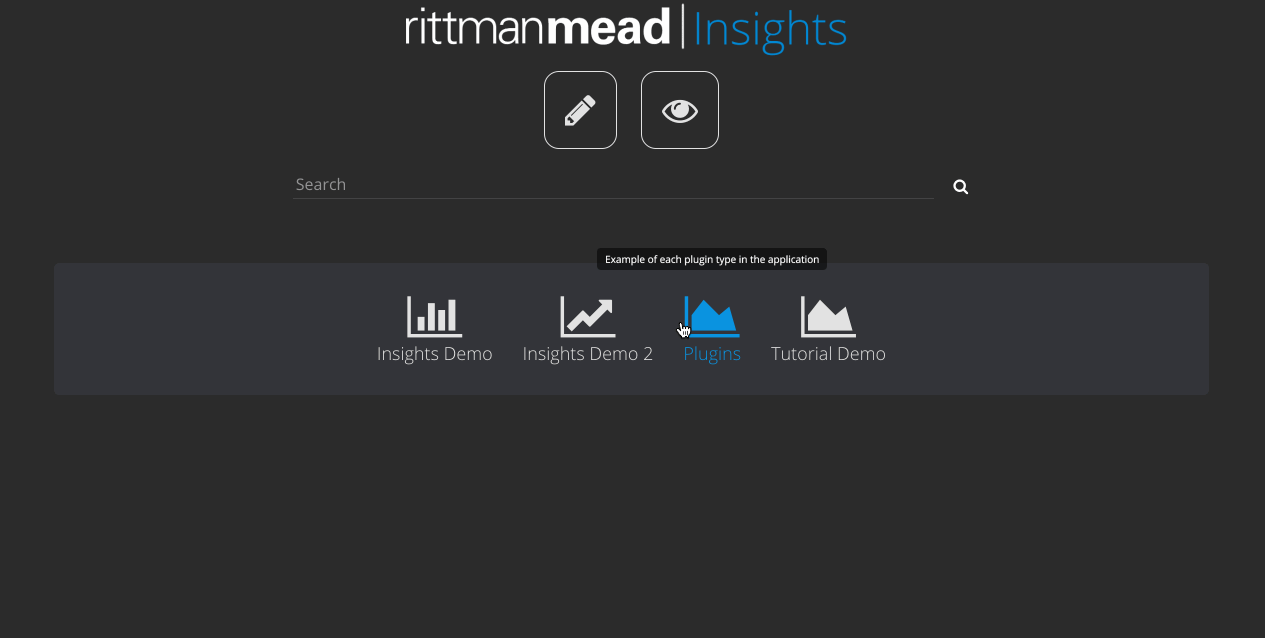 rittmanmead|Insights
Search
Example of each plugin type in the application
Insights Demo
Insights Demo 2
Plugins
Tutorial Demo